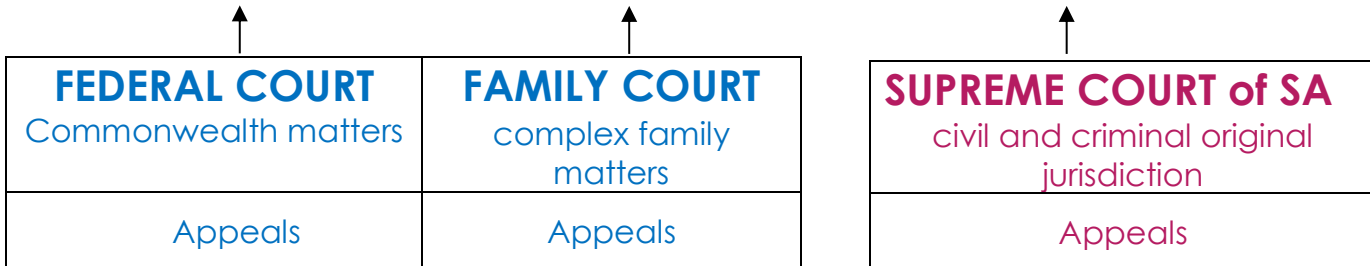 FEDERAL COURT
Commonwealth matters
Appeals
FAMILY COURT
complex family
matters
Appeals
SUPREME COURT of SA
civil and criminal original
jurisdiction
Appeals